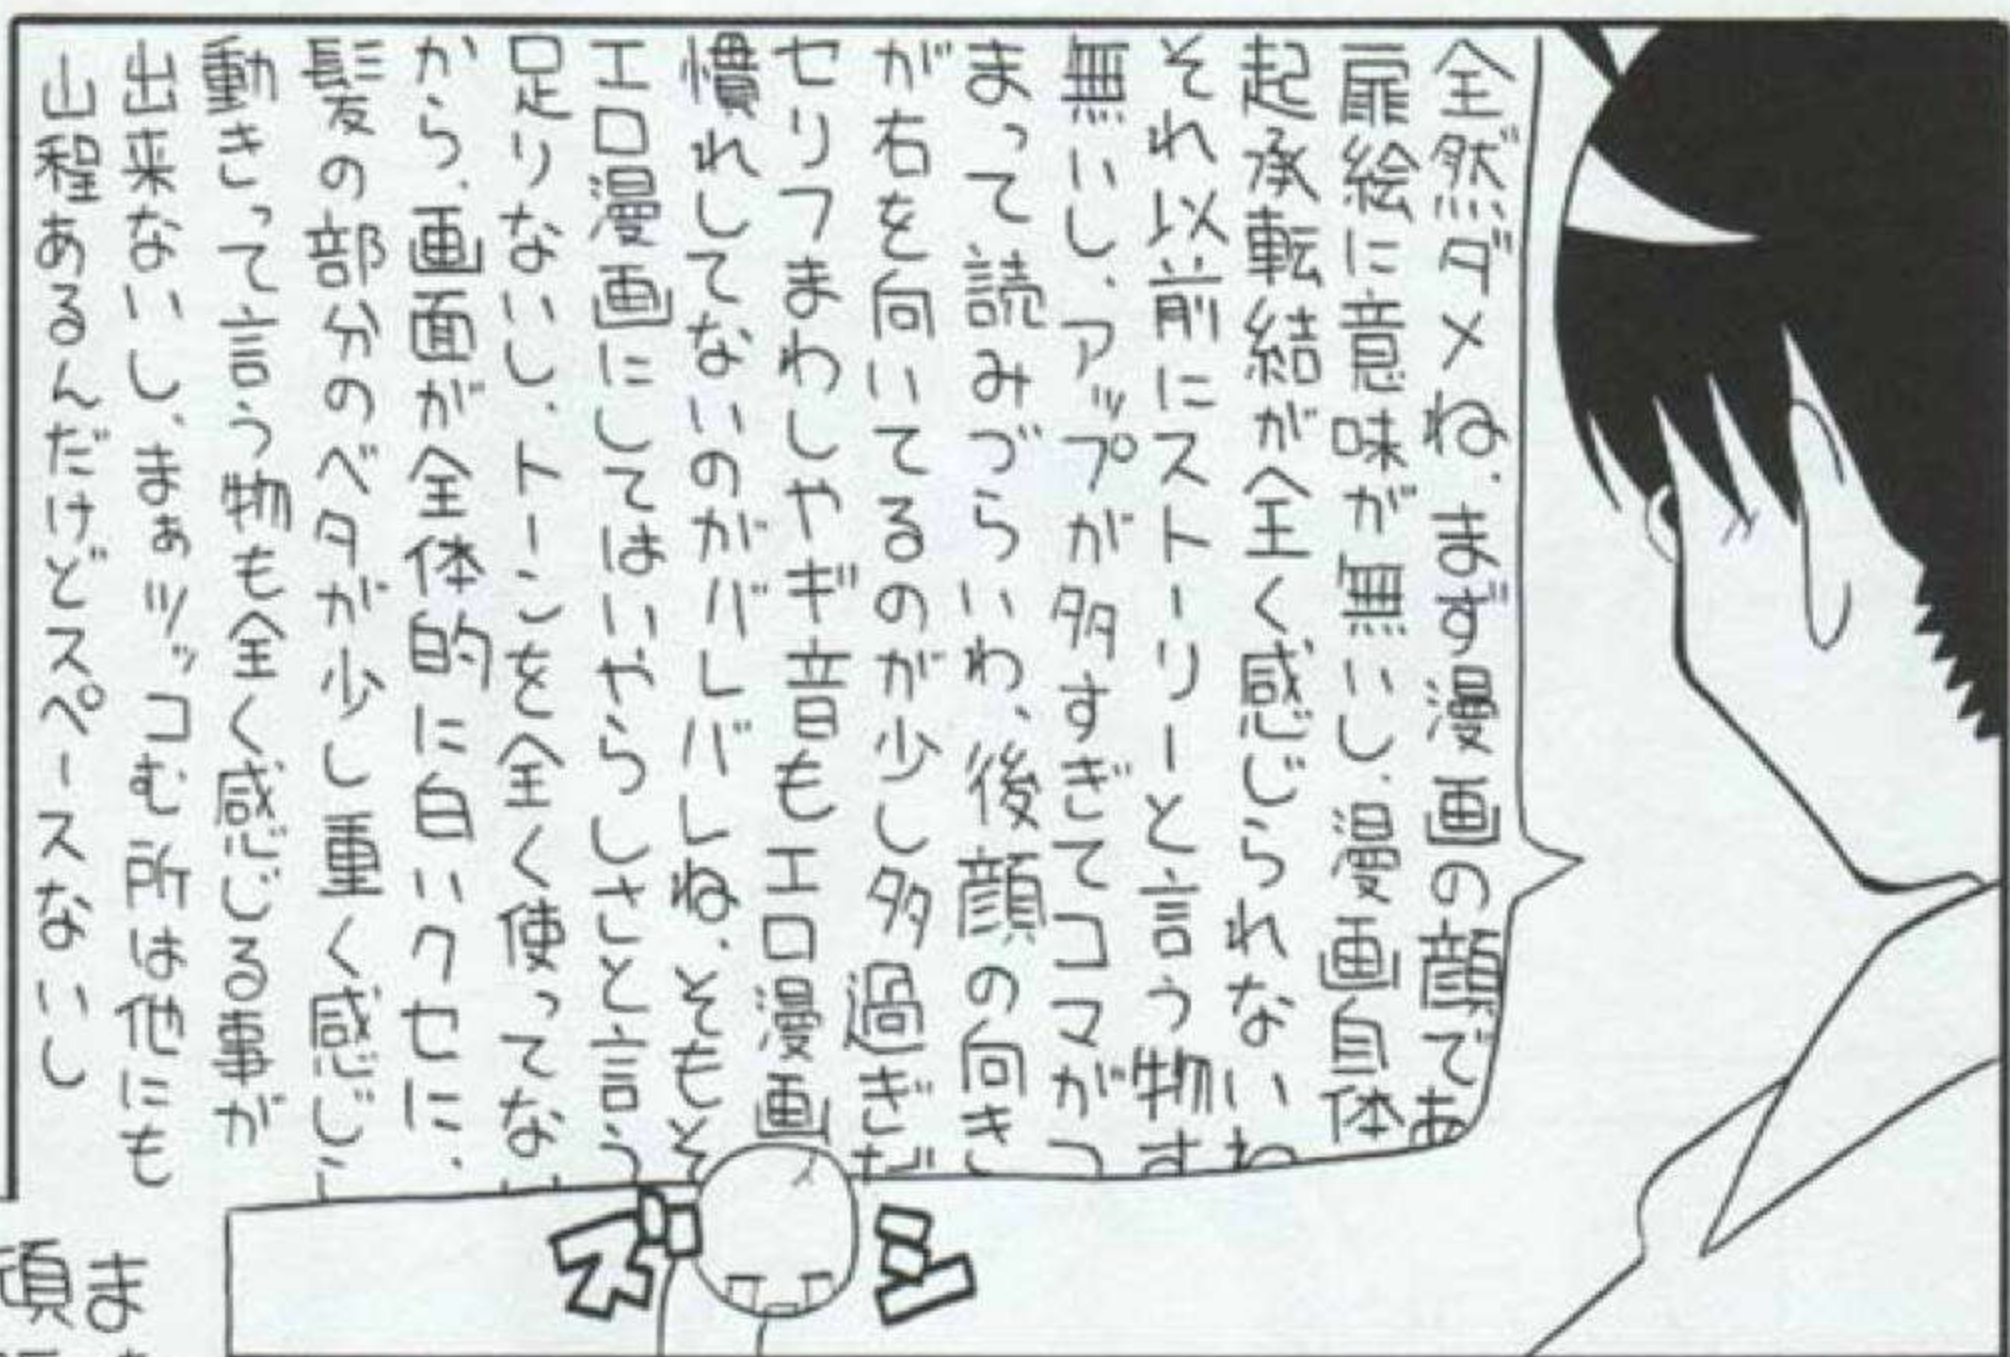 全然ダメね、まず漫画の顔であ
扉絵に意味が無いし、漫画自体
起承転結が全く感じられないわ
それ以前にストーリーと言う物す
無いし、アップが多すぎてコマがつ
まって読みづらいわ、後顔の向き
が右を向いてるのが少し多過ぎだ
セリフまわしやギ音もエロ漫画
慣れしてないのがバレバレね、そもそ
エロ漫画にしてはいやらしさと言う
足りないし、トーンを全く使ってな
から、画面が全体的に白いクセに、
髪の部分のベタが少し重く感じ
動きって言う物も全く感じる事が
出来ないし、まぁツッコむ所は他にも
山程あるんだけどスペースないし
ま
頃